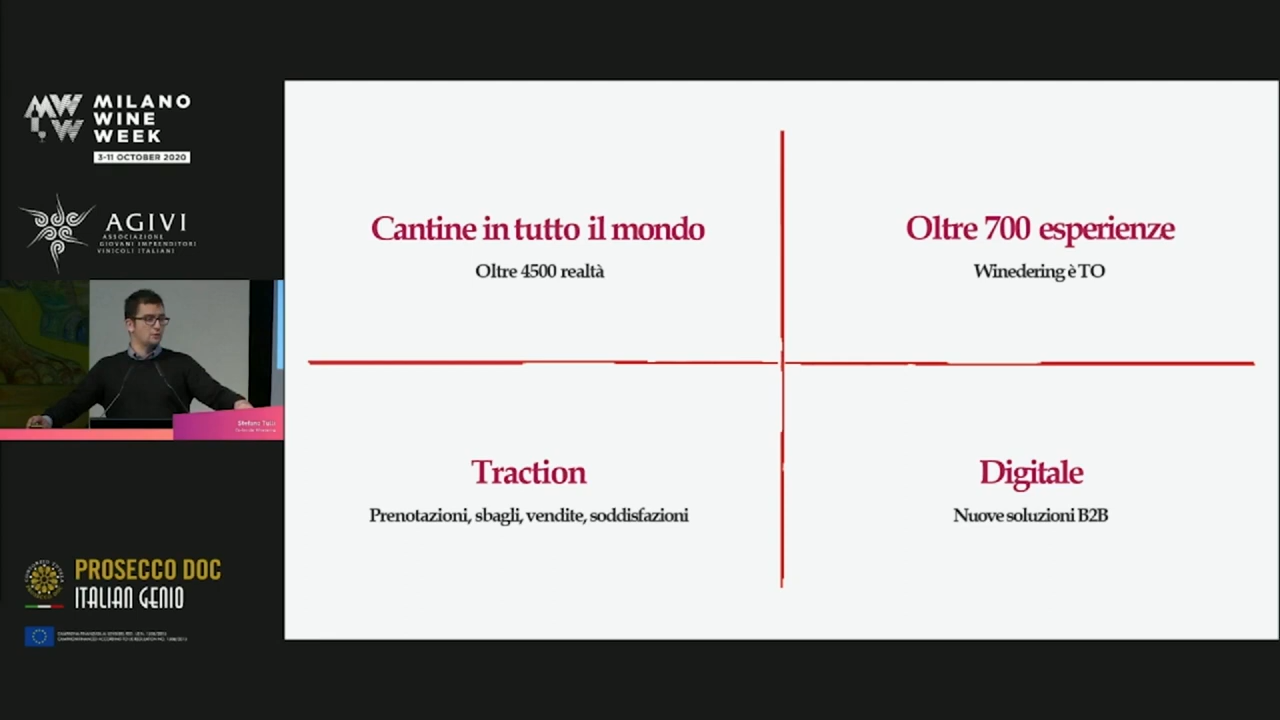 MILANO
WINE
WEEK
3-11 OCTOBER 2020
AGIVI
ASSOCIAZIONE
GIOVANI IMPRENDITORI
VINICOLI ITALIANI
PROSECCO DOC
ITALIAN GENIO
Cantine in tutto il mondo
Oltre 4500 realtà
Oltre 700 esperienze
Winedering è TO
Traction
Prenotazioni, sbagli, vendite, soddisfazioni
Digitale
Nuove soluzioni B2B